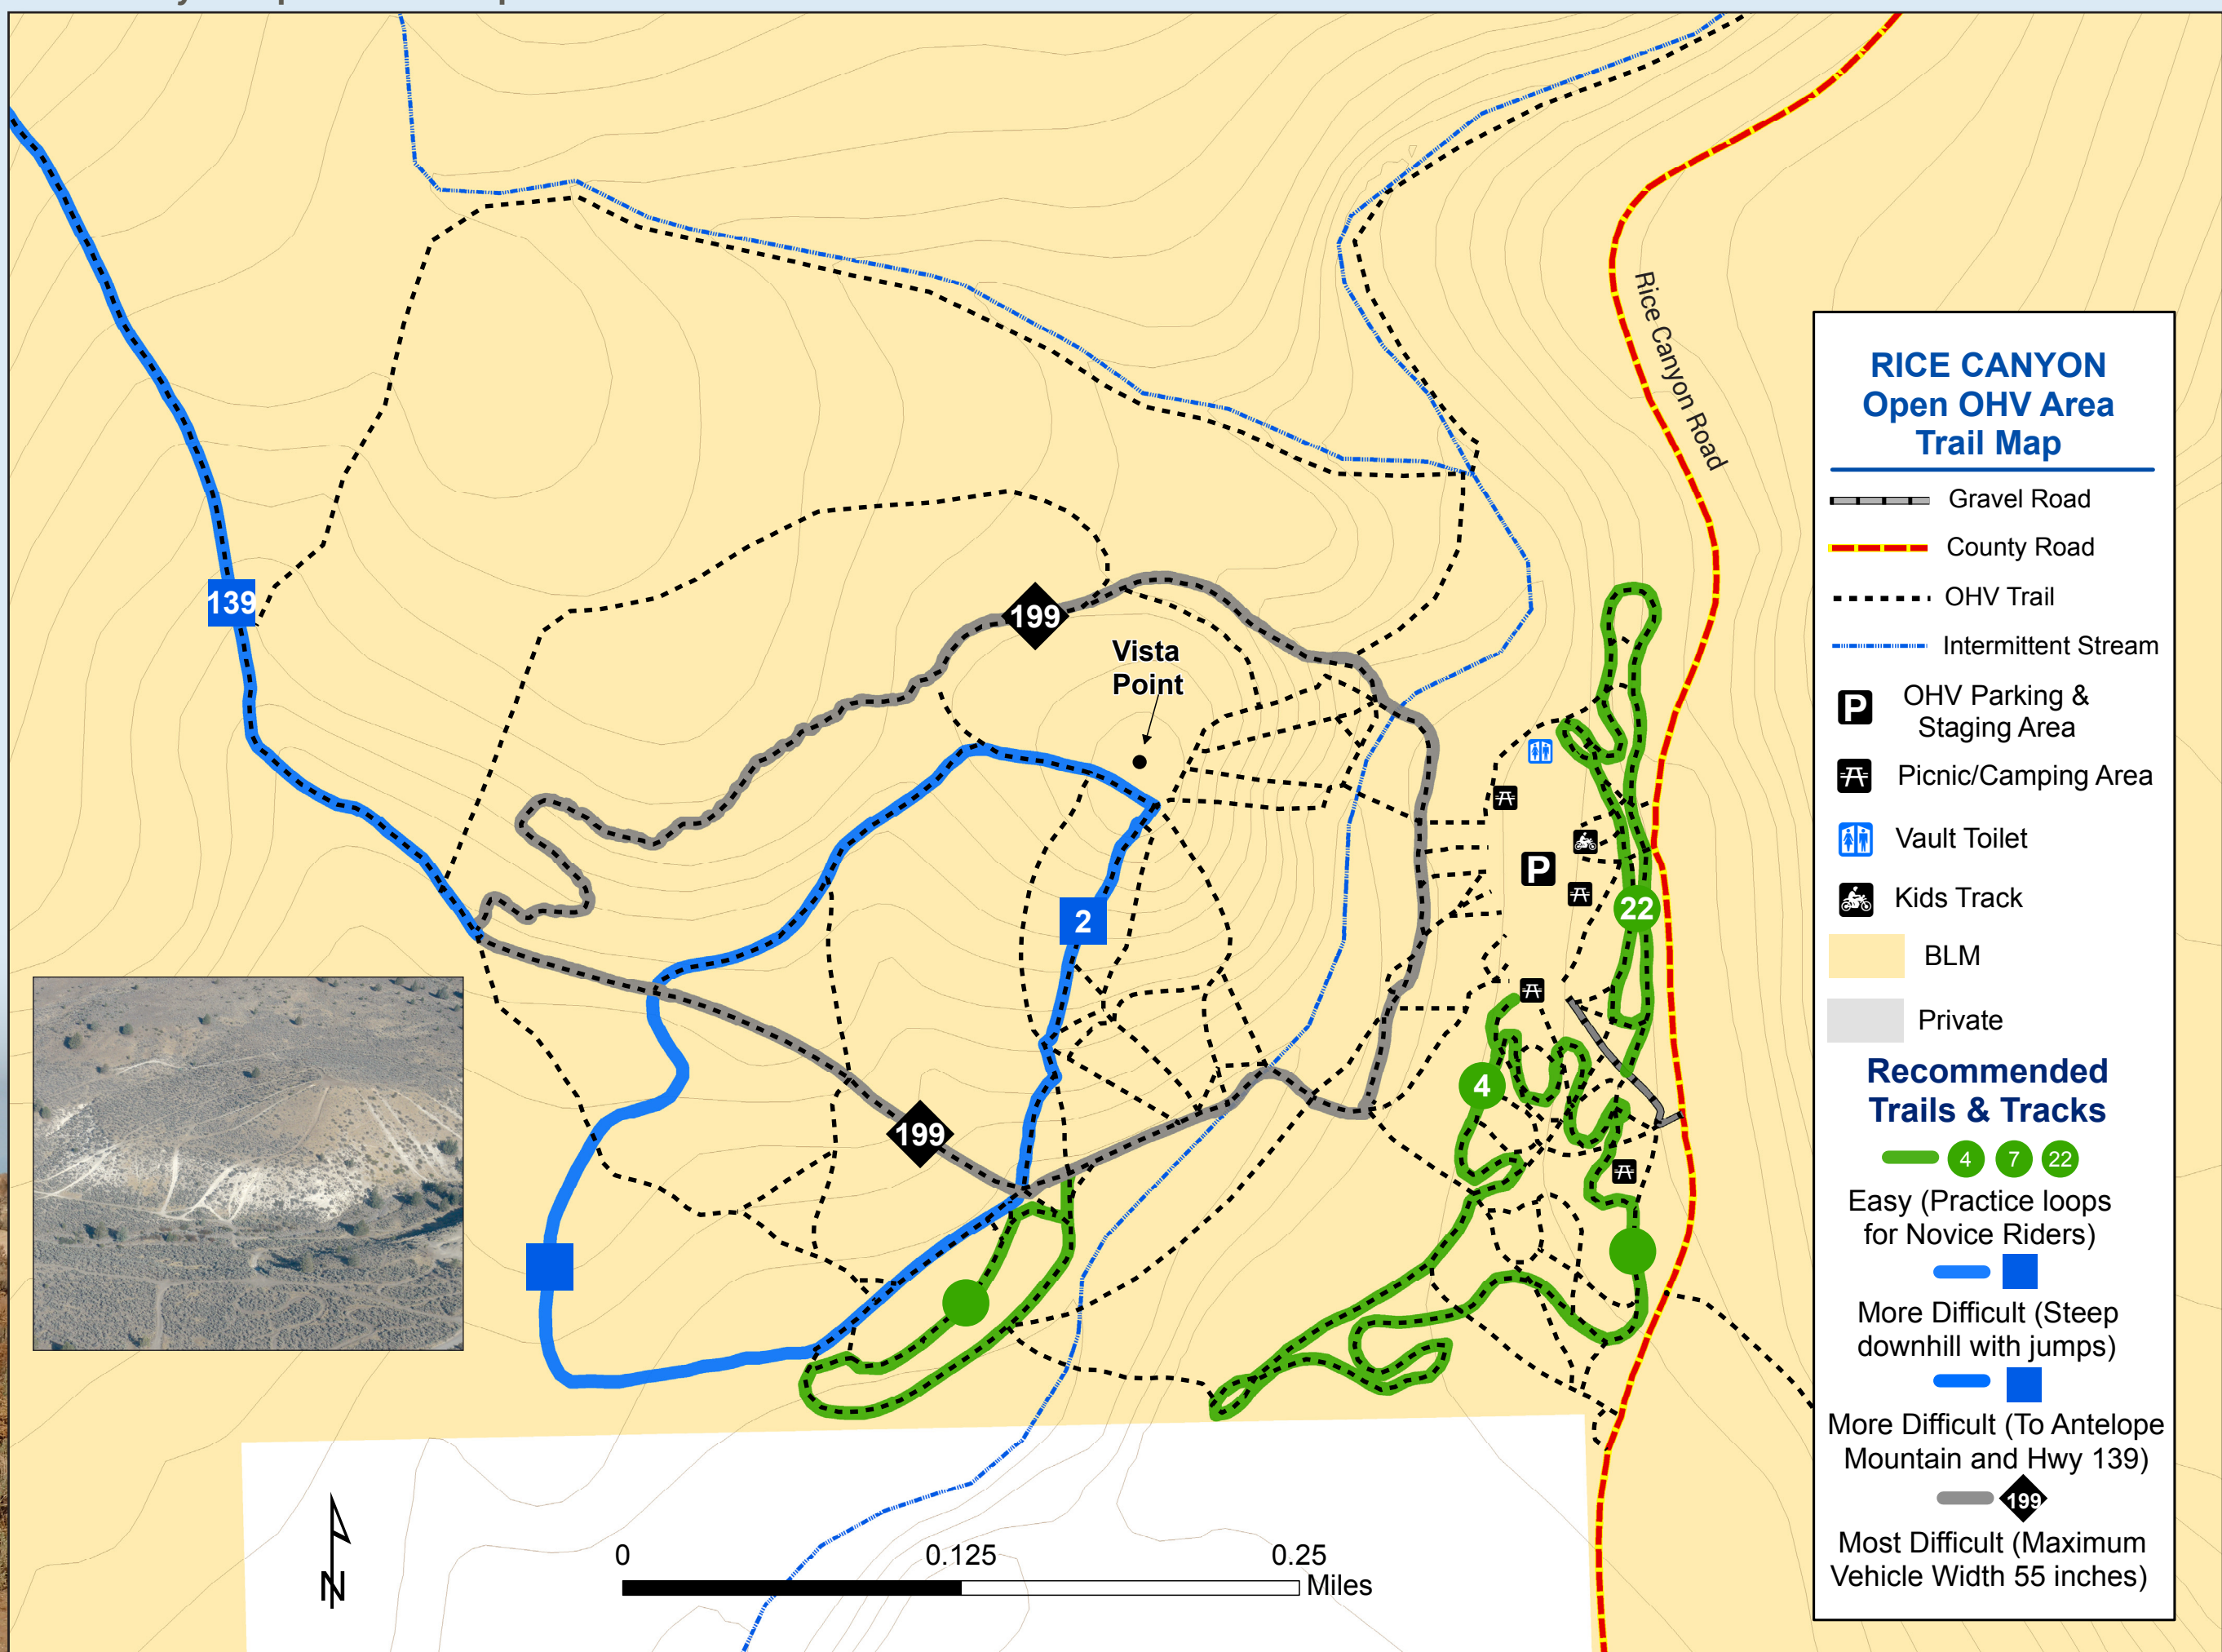 Rice Canyon Road
139
199
Vista
Point
2
22
4
199
N
0
0.125
0.25
Miles
RICE CANYON
Open OHV Area
Trail Map
Gravel Road
County Road
OHV Trail
Intermittent Stream
P
OHV Parking &
Staging Area
Picnic/Camping Area
Vault Toilet
Kids Track
BLM
Private
Recommended
Trails & Tracks
4 7 22
Easy (Practice loops
for Novice Riders)
More Difficult (Steep
downhill with jumps)
More Difficult (To Antelope
Mountain and Hwy 139)
199
Most Difficult (Maximum
Vehicle Width 55 inches)
P